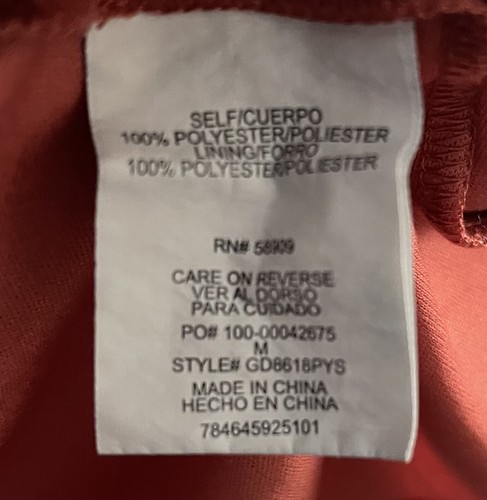 SELF/CUERPO
100% POLYESTER/POLIESTER
LINING/FORRO
100% POLYESTER/POLIESTER
RN# 58909
CARE ON REVERSE
VER AL DORSO
PARA CUIDADO
PO# 100-00042675
M
STYLE# GD8618PYS
MADE IN CHINA
HECHO EN CHINA
784645925101